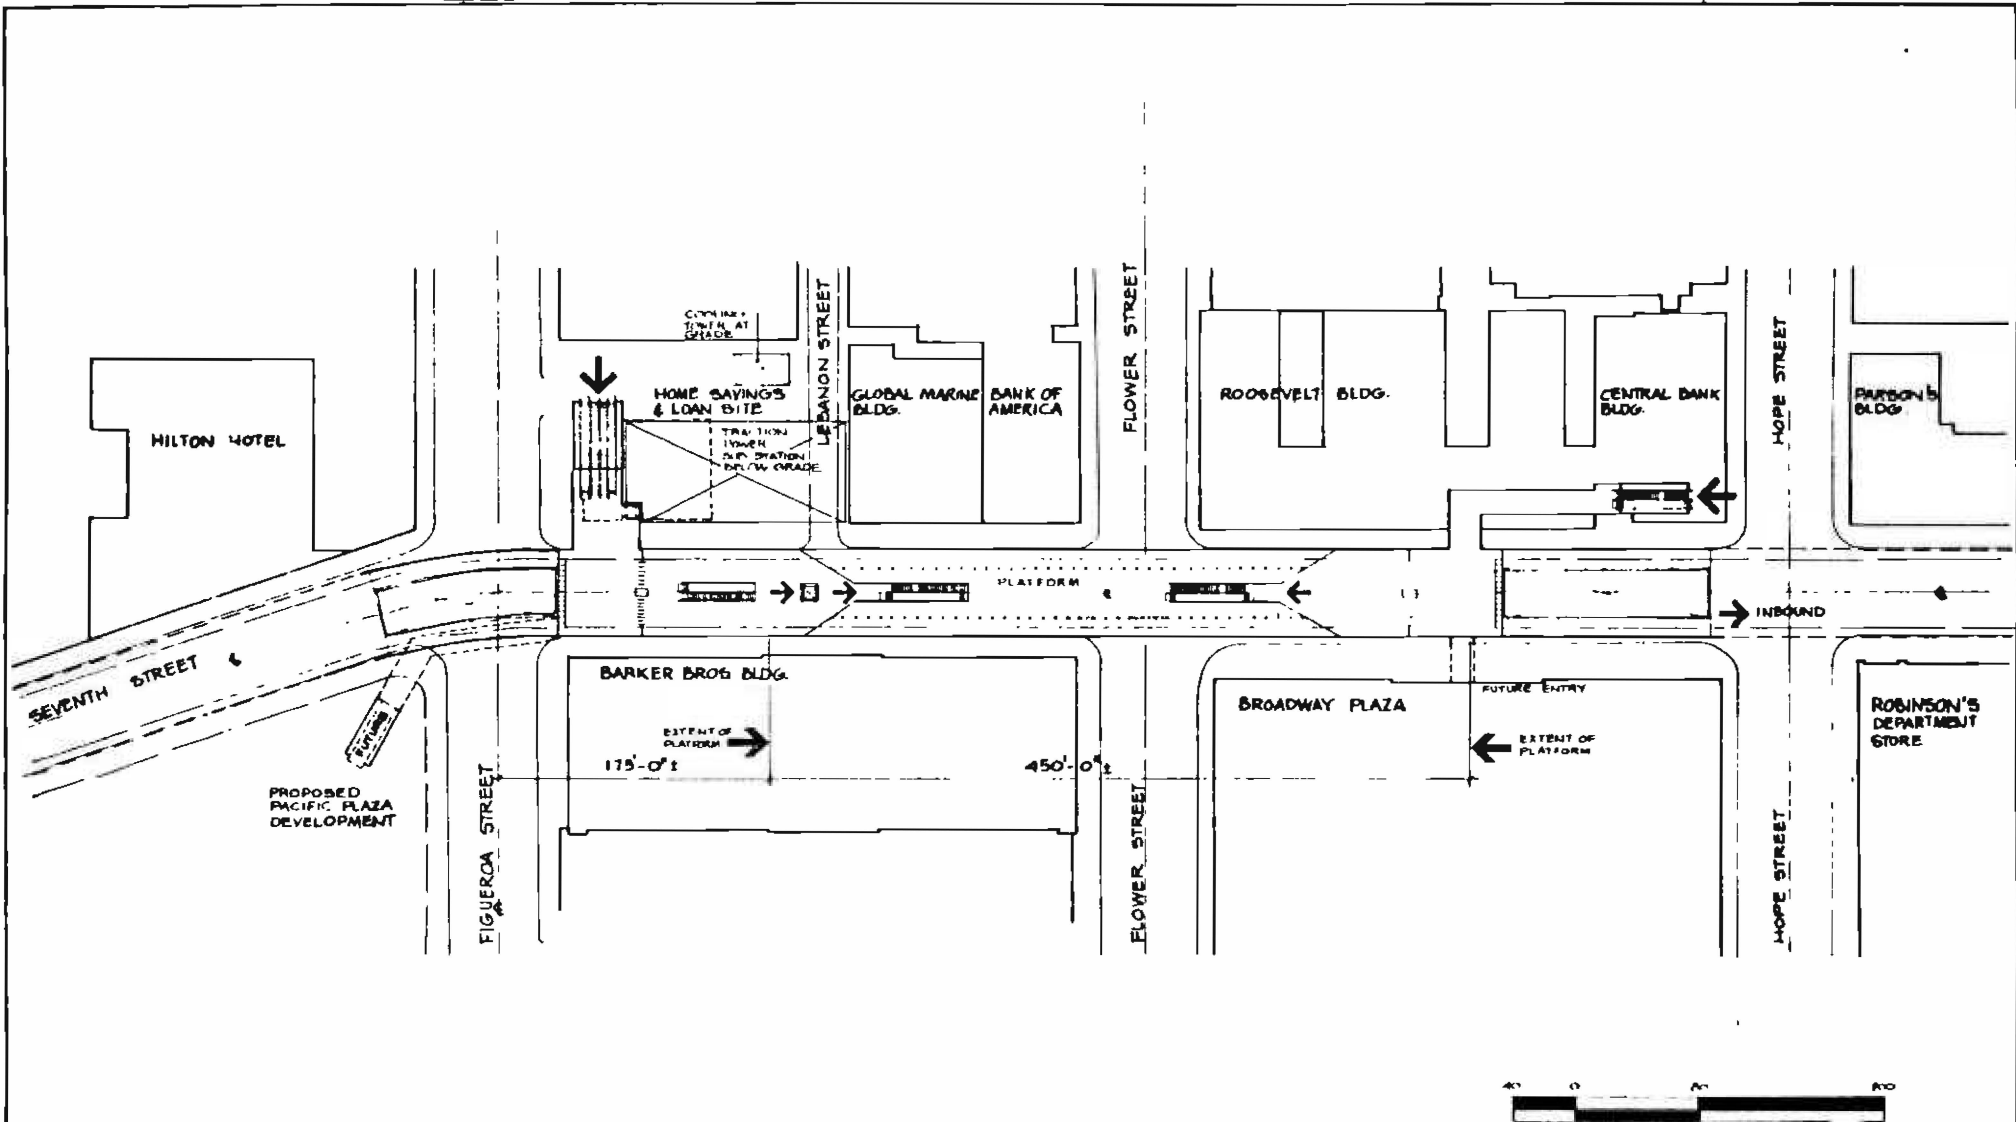 COOLING
TOWER AT
GRADE
HOME SAVINGS
& LOAN SITE
TRACTION
POWER
SUB STATION
BELOW GRADE
LEBANON STREET
GLOBAL MARINE
BLDG.
BANK OF
AMERICA
FLOWER STREET
ROOSEVELT BLDG.
CENTRAL BANK
BLDG.
HOPE STREET
PARSON'S
BLDG.
HILTON HOTEL
PLATFORM
INBOUND
SEVENTH STREET
FUTURE
PROPOSED
PACIFIC PLAZA
DEVELOPMENT
FIGUEROA STREET
BARKER BROS BLDG.
EXTENT OF
PLATFORM
175'-0"±
450'-0"±
FLOWER STREET
BROADWAY PLAZA
FUTURE ENTRY
EXTENT OF
PLATFORM
HOPE STREET
ROBINSON'S
DEPARTMENT
STORE
40 0